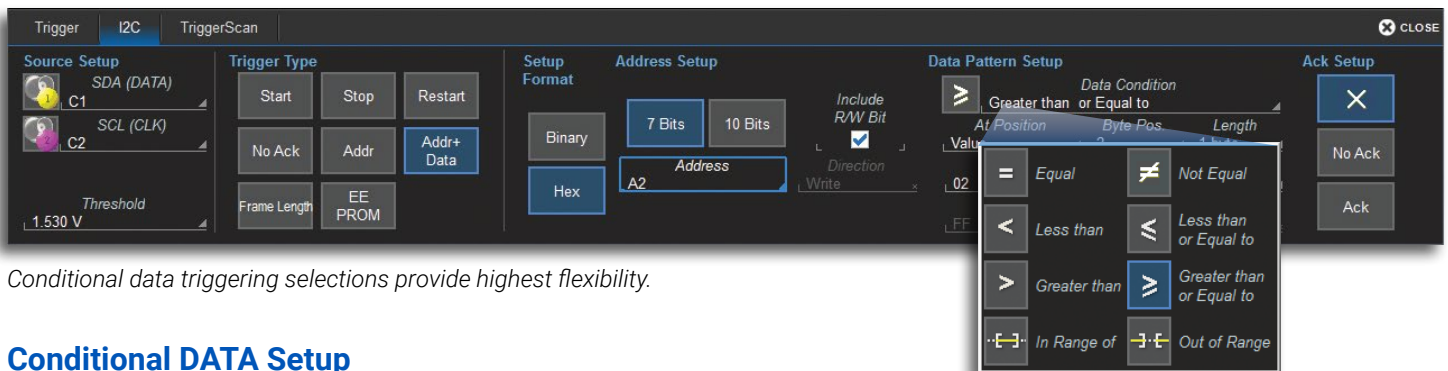 Trigger I2C TriggerScan CLOSE
Source Setup
SDA (DATA)
C1
SCL (CLK)
C2
Threshold
1.530 V
Trigger Type
Start Stop Restart
No Ack Addr Addr+
Data
Frame Length EE
PROM
Setup
Format
Binary
Hex
Address Setup
7 Bits 10 Bits
Include
R/W Bit
Address
A2
Direction
Write
Data Pattern Setup
Data Condition
≥ Greater than or Equal to
At Position Byte Pos. Length
02
FF
= Equal ≠ Not Equal
< Less than ≤ Less than
or Equal to
> Greater than ≥ Greater than
or Equal to
In Range of Out of Range
Ack Setup
X
No Ack
Ack
Conditional data triggering selections provide highest flexibility.
Conditional DATA Setup